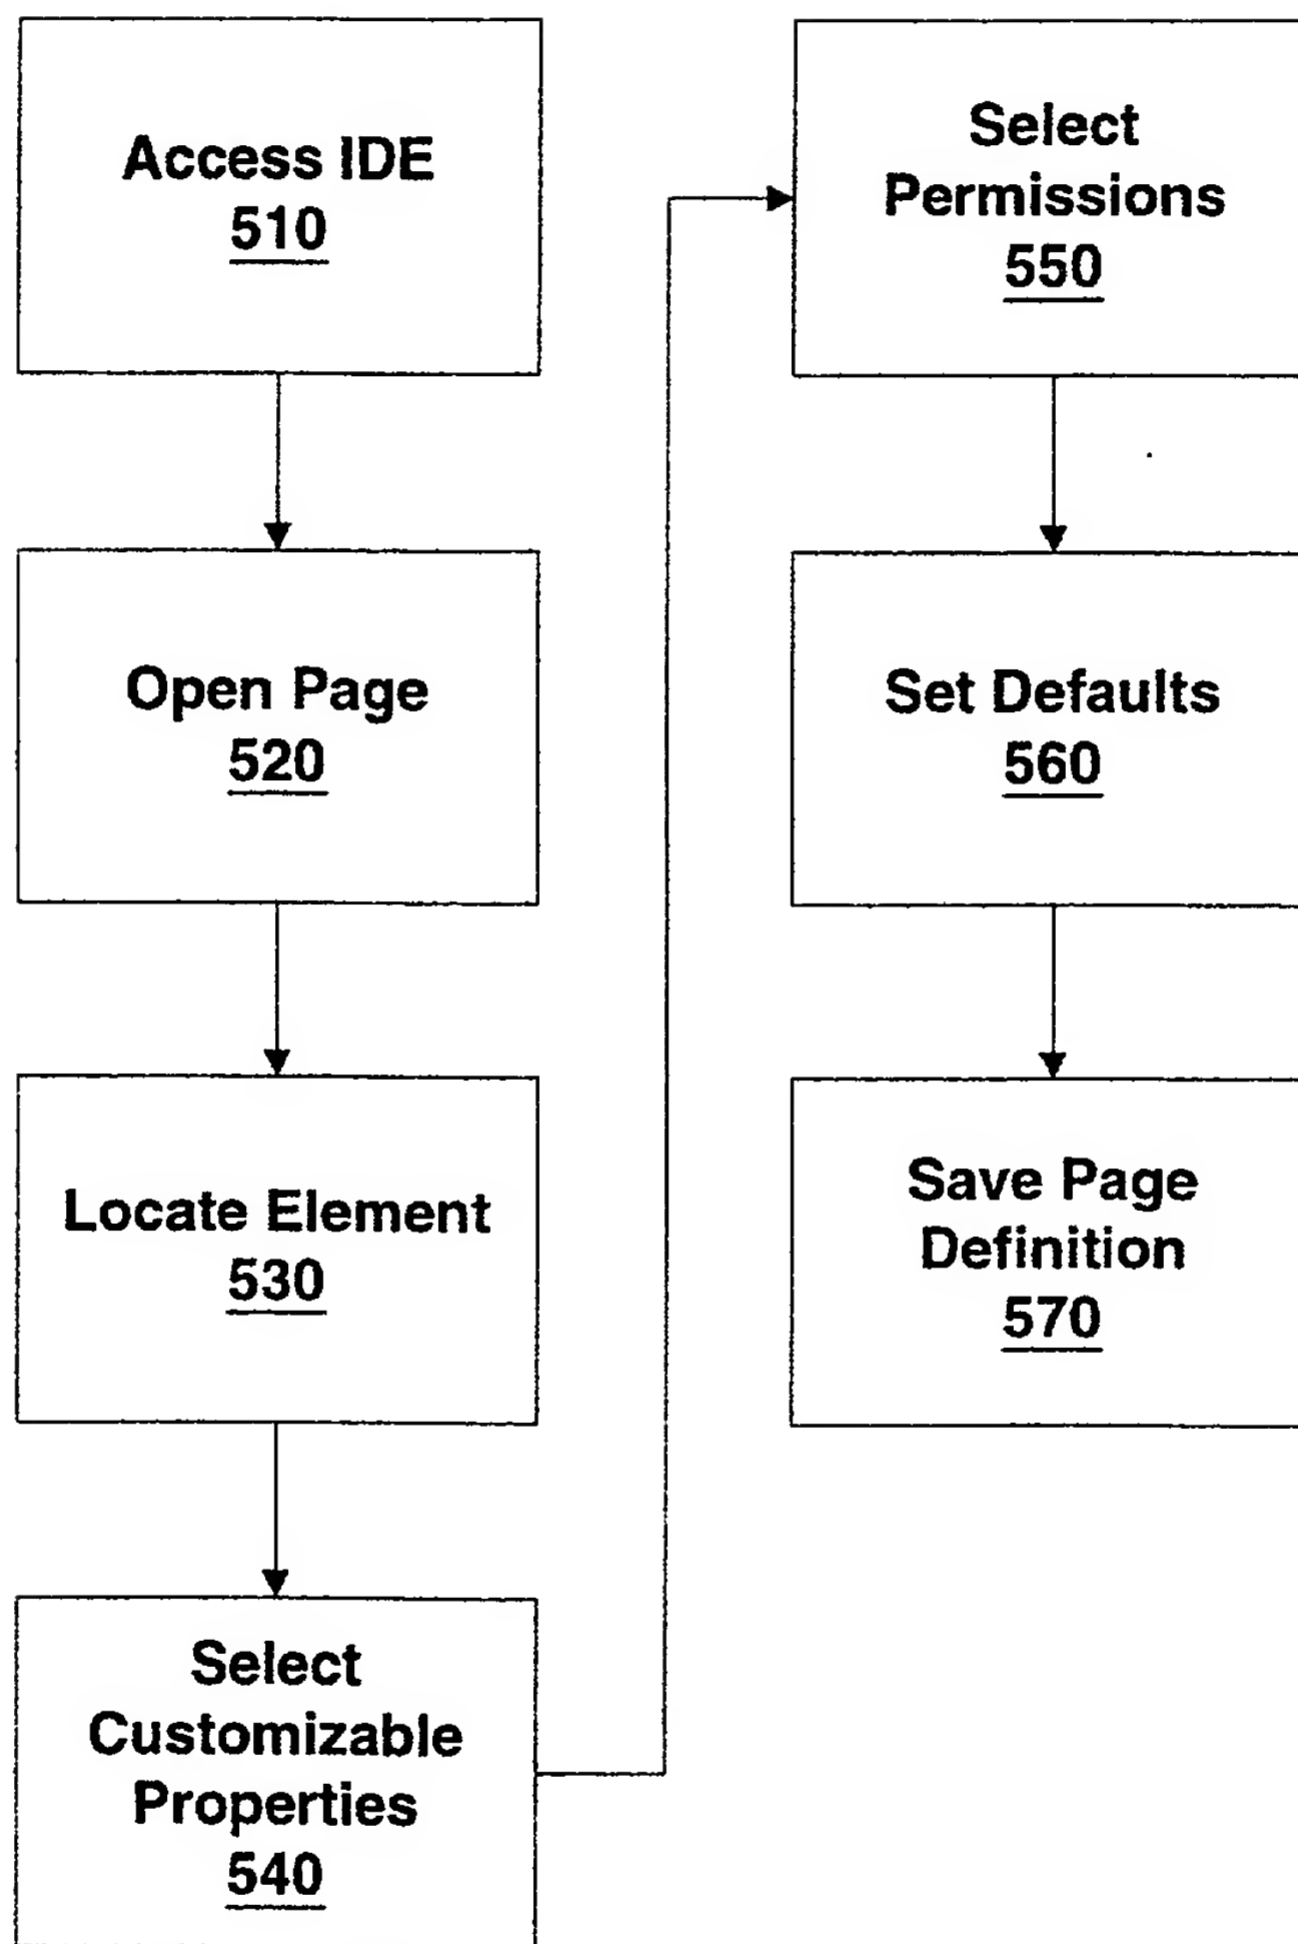 Access IDE
510
Open Page
520
Locate Element
530
Select
Customizable
Properties
540
Select
Permissions
550
Set Defaults
560
Save Page
Definition
570